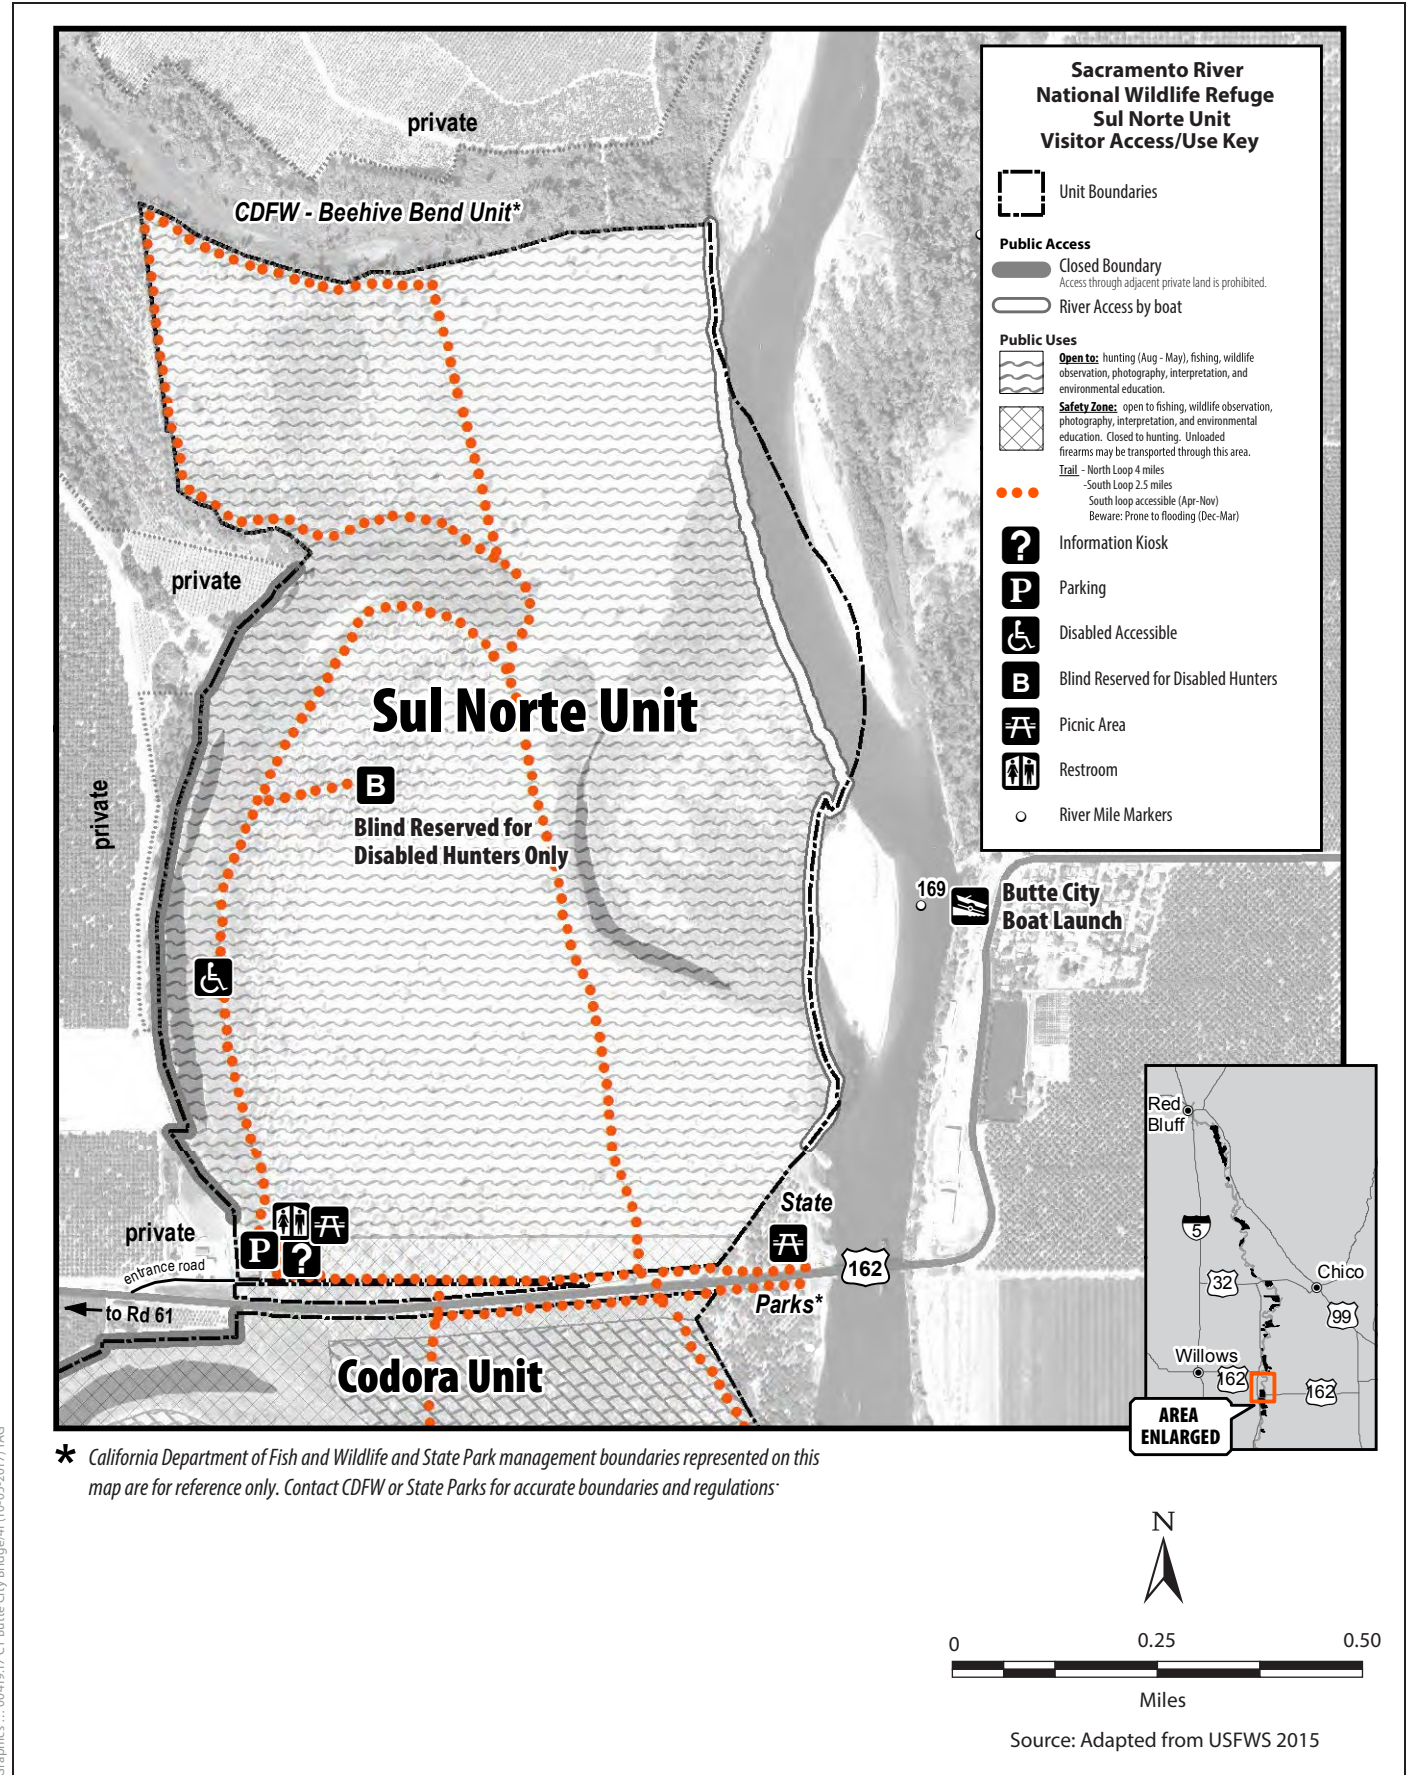 private
CDFW - Beehive Bend Unit*
private
Sul Norte Unit
private
B
Blind Reserved for
Disabled Hunters Only
169
Butte City
Boat Launch
State
private
P
?
162
entrance road
to Rd 61
Parks*
Codora Unit
Sacramento River
National Wildlife Refuge
Sul Norte Unit
Visitor Access/Use Key
Unit Boundaries
Public Access
Closed Boundary
Access through adjacent private land is prohibited.
River Access by boat
Public Uses
Open to: hunting (Aug - May), fishing, wildlife
observation, photography, interpretation, and
environmental education.
Safety Zone: open to fishing, wildlife observation,
photography, interpretation, and environmental
education. Closed to hunting. Unloaded
firearms may be transported through this area.
Trail - North Loop 4 miles
-South Loop 2.5 miles
South loop accessible (Apr-Nov)
Beware: Prone to flooding (Dec-Mar)
? Information Kiosk
P Parking
Disabled Accessible
B Blind Reserved for Disabled Hunters
Picnic Area
Restroom
River Mile Markers
Red
Bluff
5
32
Chico
99
Willows
162
162
AREA
ENLARGED
* California Department of Fish and Wildlife and State Park management boundaries represented on this
map are for reference only. Contact CDFW or State Parks for accurate boundaries and regulations.
N
0 0.25 0.50
Miles
Source: Adapted from USFWS 2015